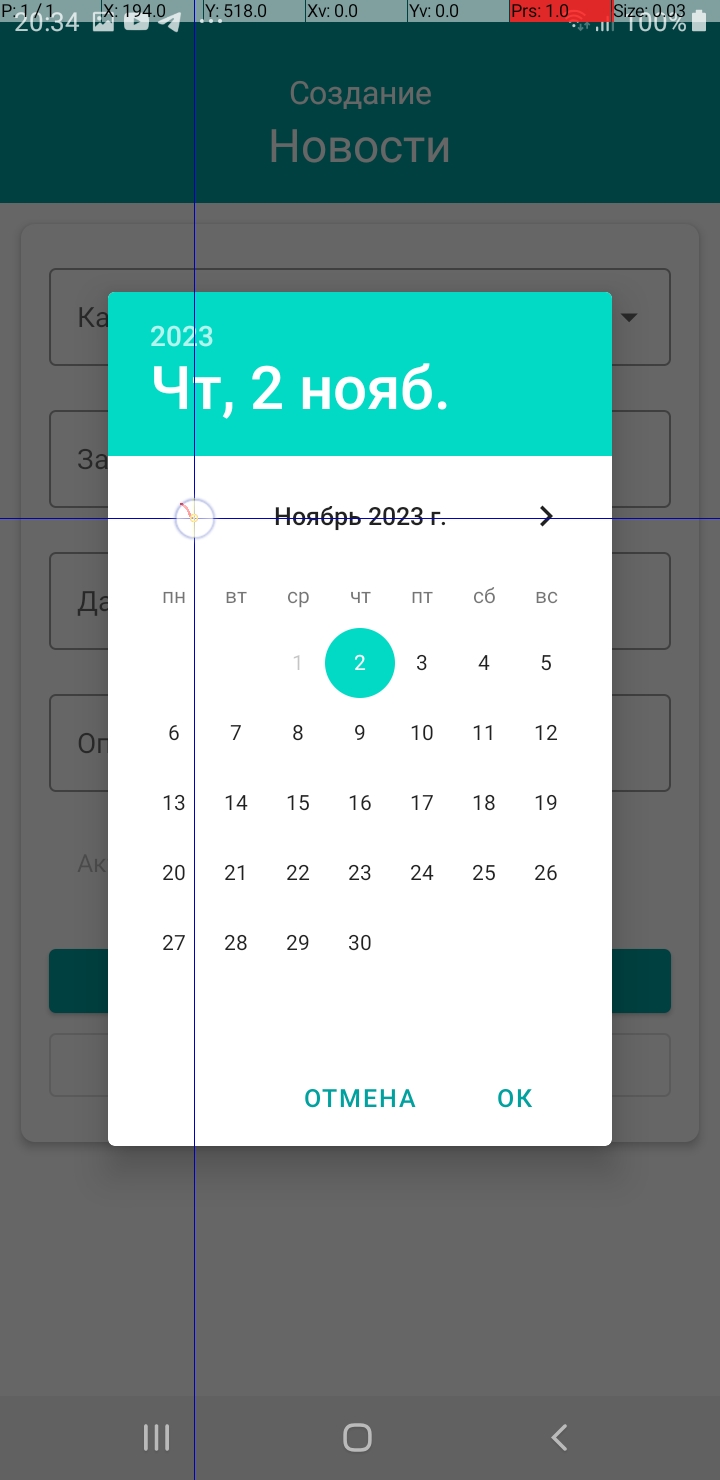 P: 1 / 1 X: 194.0 Y: 518.0 Xv: 0.0 Yv: 0.0 Prs: 1.0 Size: 0.03
20:34 100%
Создание
Новости
Ка
2023
Чт, 2 нояб.
За
Ноябрь 2023 г.
Да
пн вт ср чт пт сб вс
1 2 3 4 5
6 7 8 9 10 11 12
Оп
13 14 15 16 17 18 19
Ак
20 21 22 23 24 25 26
27 28 29 30
ОТМЕНА ОК